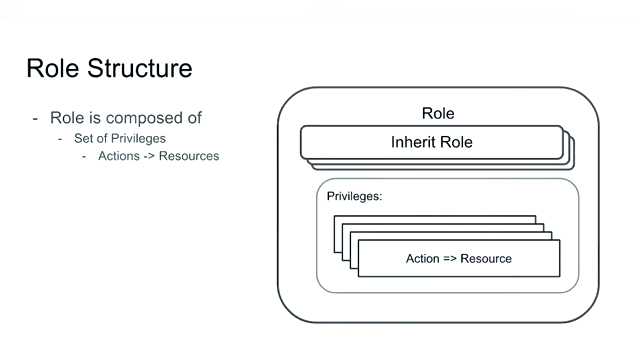 Role Structure
- Role is composed of
- Set of Privileges
- Actions -> Resources
Role
Inherit Role
Privileges:
Action => Resource